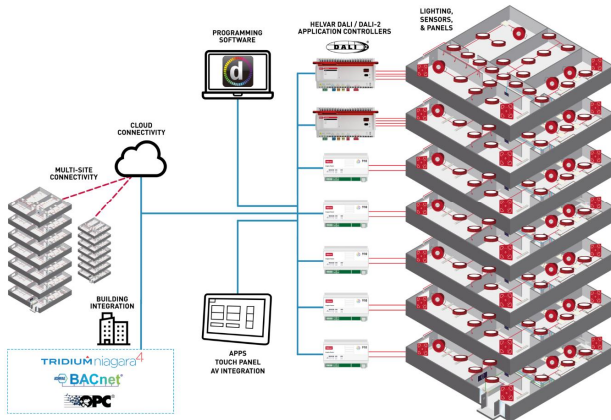 PROGRAMMING
SOFTWARE
HELVAR DALI / DALI-2
APPLICATION CONTROLLERS
DALI
LIGHTING,
SENSORS,
& PANELS
d
CLOUD
CONNECTIVITY
MULTI-SITE
CONNECTIVITY
BUILDING
INTEGRATION
TRIDIUM niagara4
BACnet
OPC
APPS
TOUCH PANEL
AV INTEGRATION